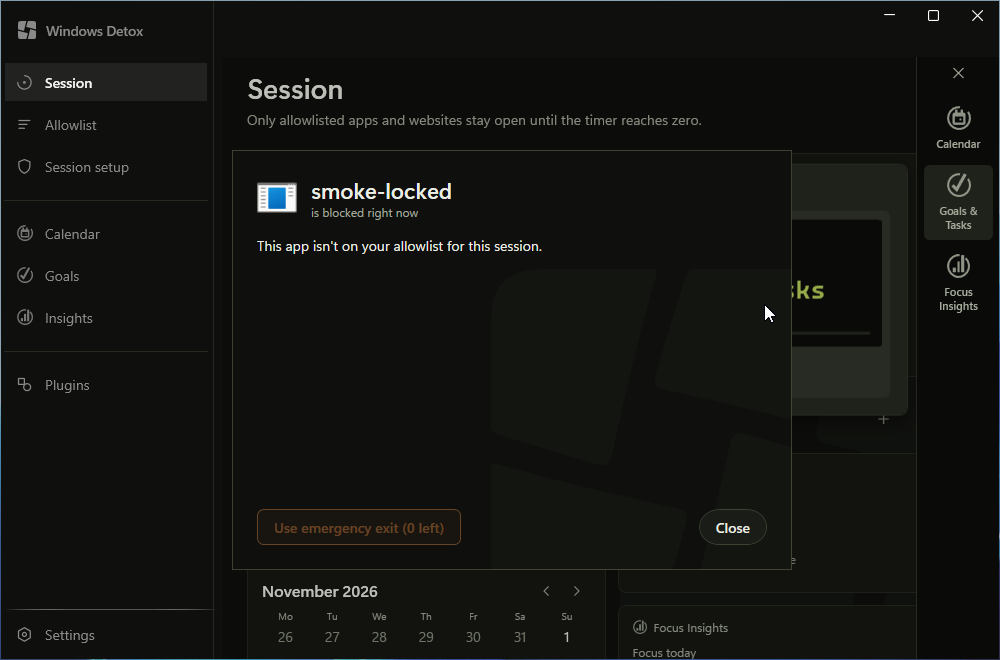 Windows Detox
Session
Allowlist
Session setup
Calendar
Goals
Insights
Plugins
Settings
Session
Only allowlisted apps and websites stay open until the timer reaches zero.
smoke-locked
is blocked right now
This app isn't on your allowlist for this session.
Use emergency exit (0 left)
Close
November 2026
Mo Tu We Th Fr Sa Su
26 27 28 29 30 31 1
Focus Insights
Focus today
Calendar
Goals &
Tasks
Focus
Insights